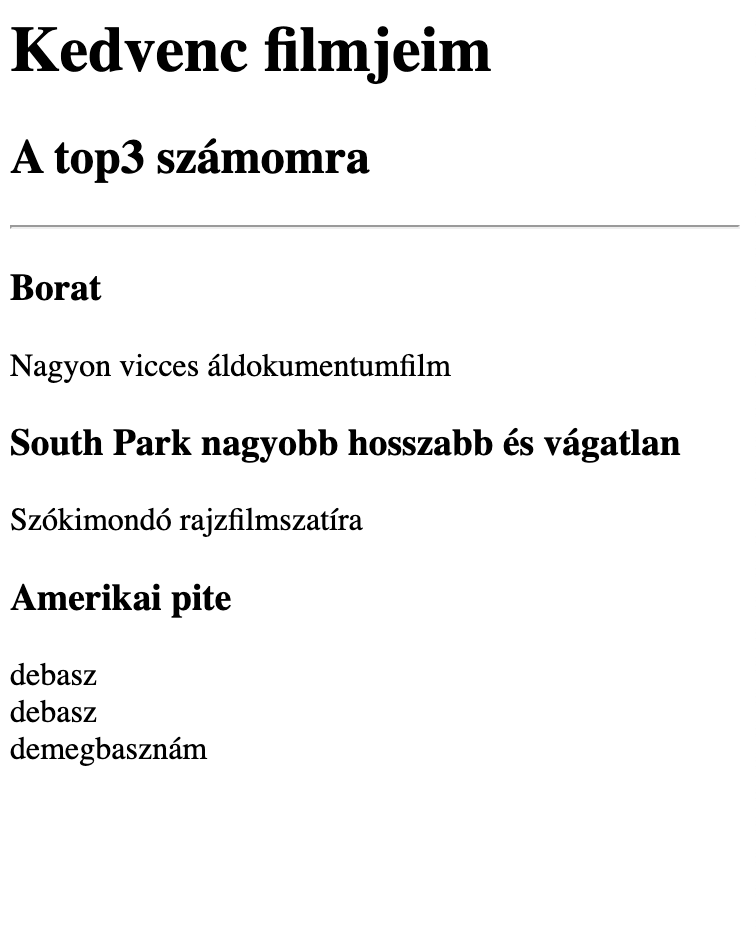 Kedvenc filmjeim
A top3 számomra
Borat
Nagyon vicces áldokumentumfilm
South Park nagyobb hosszabb és vágatlan
Szókimondó rajzfilmszatíra
Amerikai pite
debasz
debasz
demegbasznám